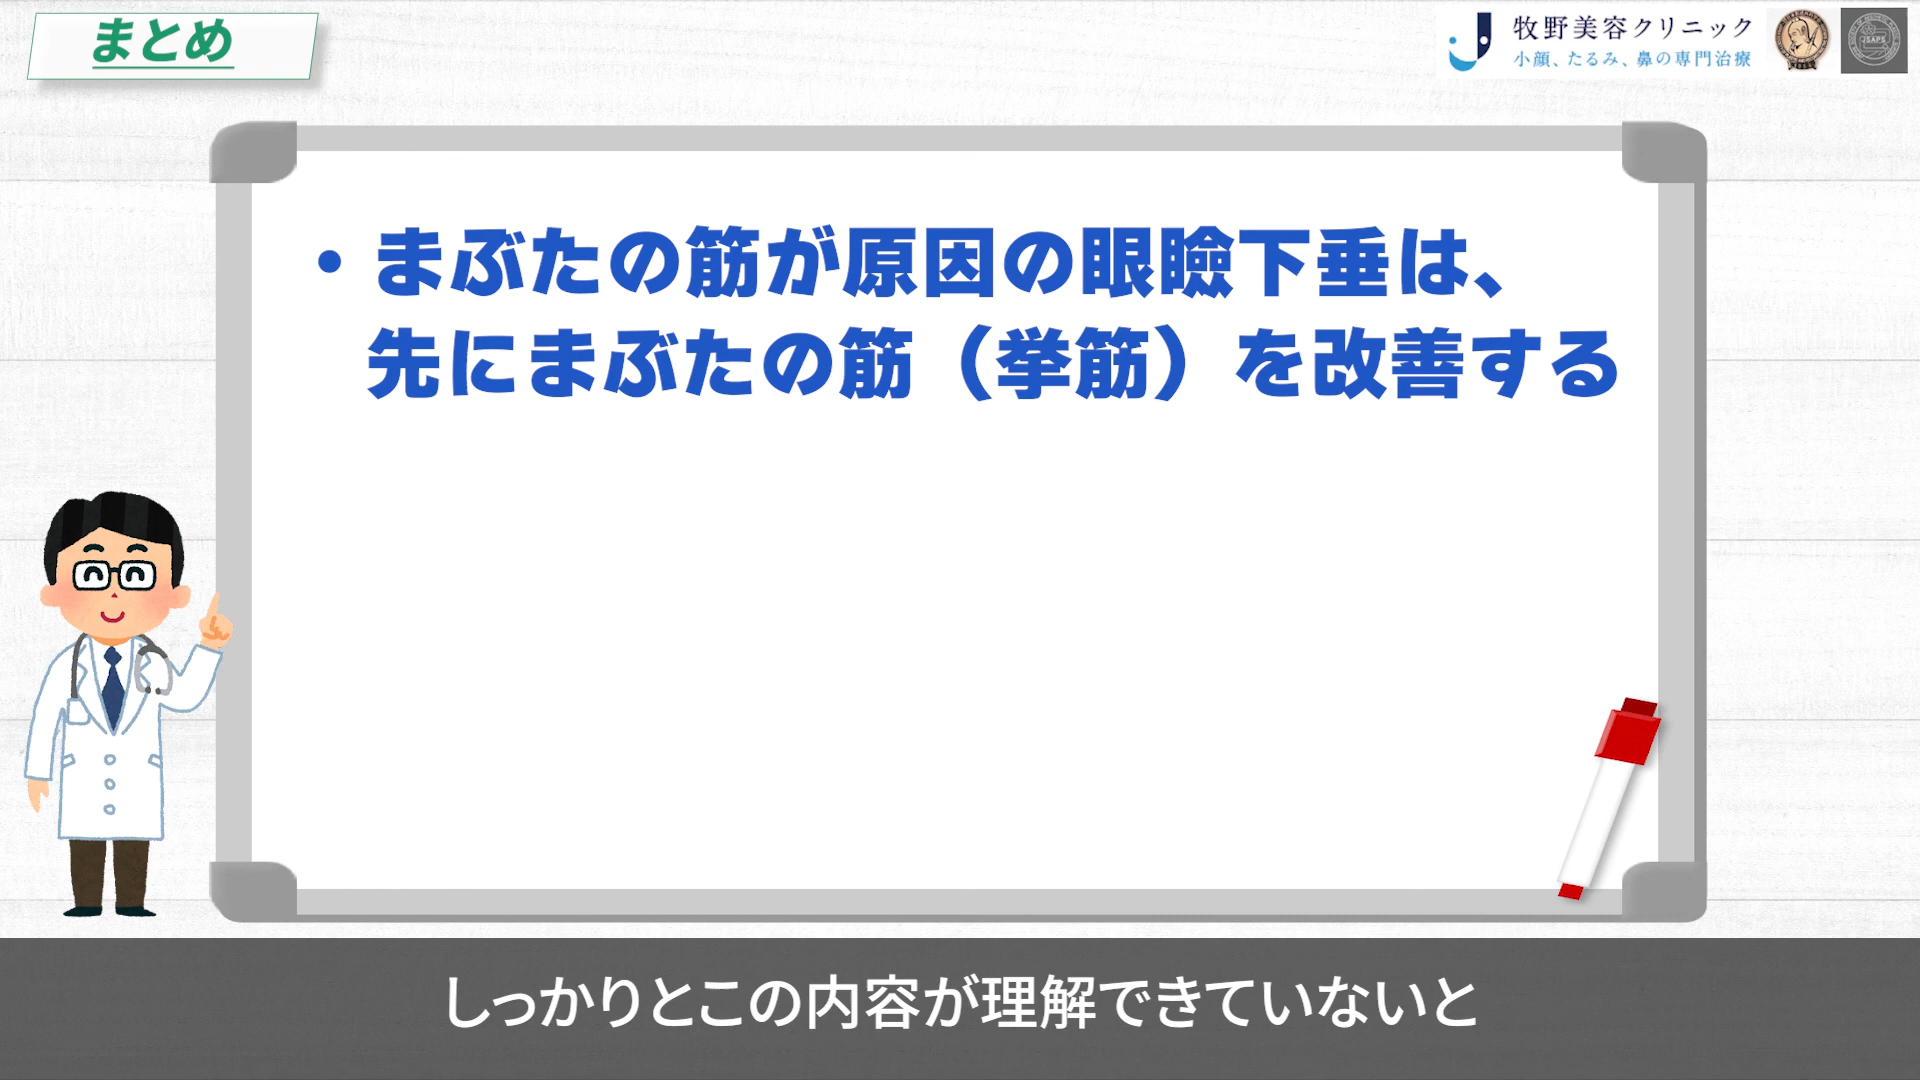 まとめ
牧野美容クリニック
小顔、たるみ、鼻の専門治療
ISAPS
・まぶたの筋が原因の眼瞼下垂は、
先にまぶたの筋（挙筋）を改善する
しっかりとこの内容が理解できていないと